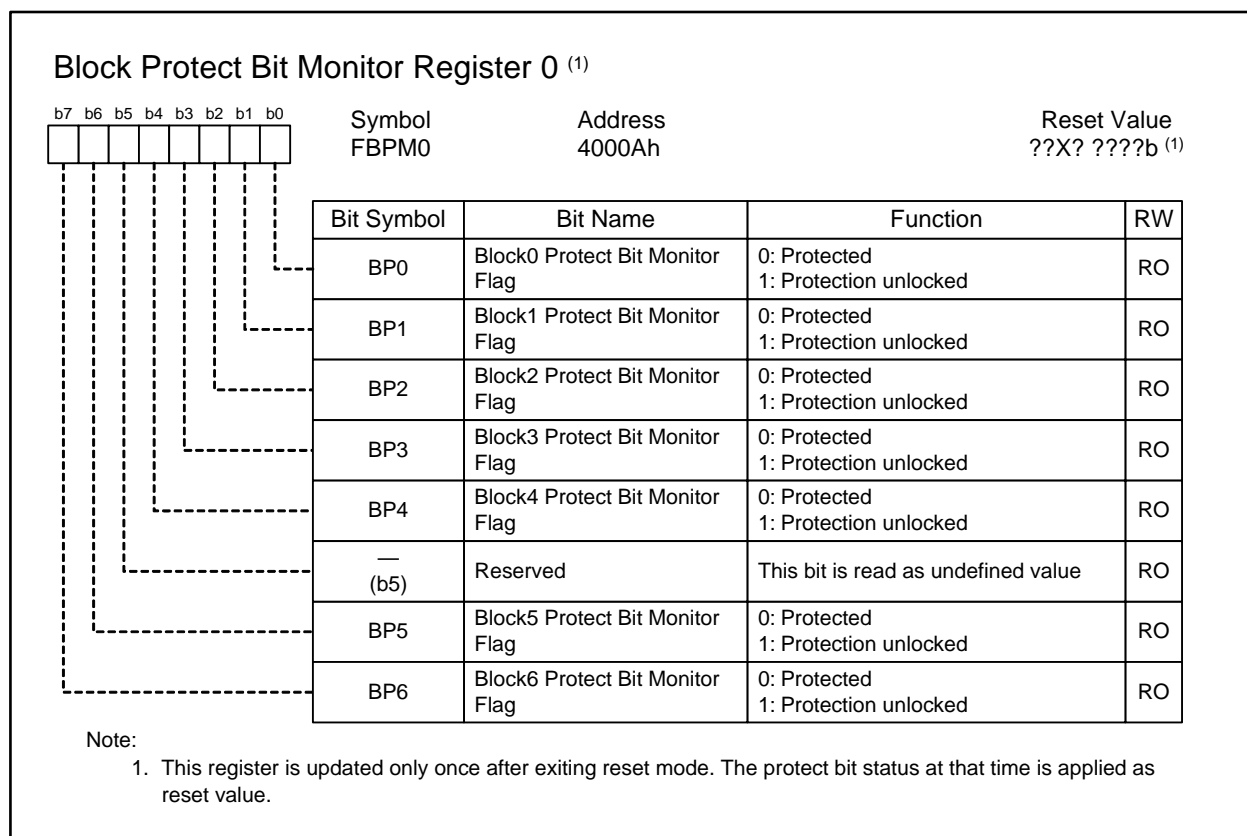 Block Protect Bit Monitor Register 0 (1)
b7 b6 b5 b4 b3 b2 b1 b0
Symbol Address Reset Value
FBPM0 4000Ah ??X? ????b (1)
Bit Symbol Bit Name Function RW
BP0 Block0 Protect Bit Monitor Flag 0: Protected RO
1: Protection unlocked
BP1 Block1 Protect Bit Monitor Flag 0: Protected RO
1: Protection unlocked
BP2 Block2 Protect Bit Monitor Flag 0: Protected RO
1: Protection unlocked
BP3 Block3 Protect Bit Monitor Flag 0: Protected RO
1: Protection unlocked
BP4 Block4 Protect Bit Monitor Flag 0: Protected RO
1: Protection unlocked
—
(b5) Reserved This bit is read as undefined value RO
BP5 Block5 Protect Bit Monitor Flag 0: Protected RO
1: Protection unlocked
BP6 Block6 Protect Bit Monitor Flag 0: Protected RO
1: Protection unlocked
Note:
1. This register is updated only once after exiting reset mode. The protect bit status at that time is applied as
reset value.